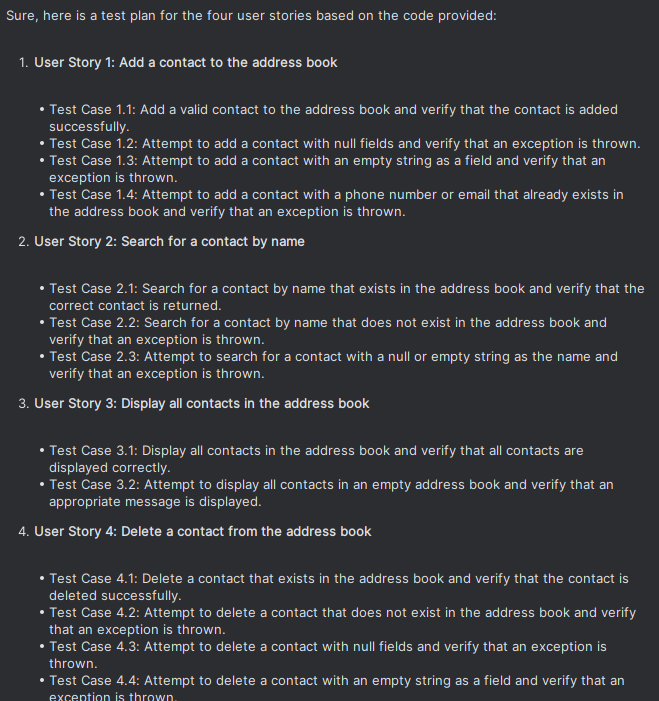 Sure, here is a test plan for the four user stories based on the code provided:
1. User Story 1: Add a contact to the address book
• Test Case 1.1: Add a valid contact to the address book and verify that the contact is added
successfully.
• Test Case 1.2: Attempt to add a contact with null fields and verify that an exception is thrown.
• Test Case 1.3: Attempt to add a contact with an empty string as a field and verify that an
exception is thrown.
• Test Case 1.4: Attempt to add a contact with a phone number or email that already exists in
the address book and verify that an exception is thrown.
2. User Story 2: Search for a contact by name
• Test Case 2.1: Search for a contact by name that exists in the address book and verify that the
correct contact is returned.
• Test Case 2.2: Search for a contact by name that does not exist in the address book and
verify that an exception is thrown.
• Test Case 2.3: Attempt to search for a contact with a null or empty string as the name and
verify that an exception is thrown.
3. User Story 3: Display all contacts in the address book
• Test Case 3.1: Display all contacts in the address book and verify that all contacts are
displayed correctly.
• Test Case 3.2: Attempt to display all contacts in an empty address book and verify that an
appropriate message is displayed.
4. User Story 4: Delete a contact from the address book
• Test Case 4.1: Delete a contact that exists in the address book and verify that the contact is
deleted successfully.
• Test Case 4.2: Attempt to delete a contact that does not exist in the address book and verify
that an exception is thrown.
• Test Case 4.3: Attempt to delete a contact with null fields and verify that an exception is
thrown.
• Test Case 4.4: Attempt to delete a contact with an empty string as a field and verify that an
exception is thrown.